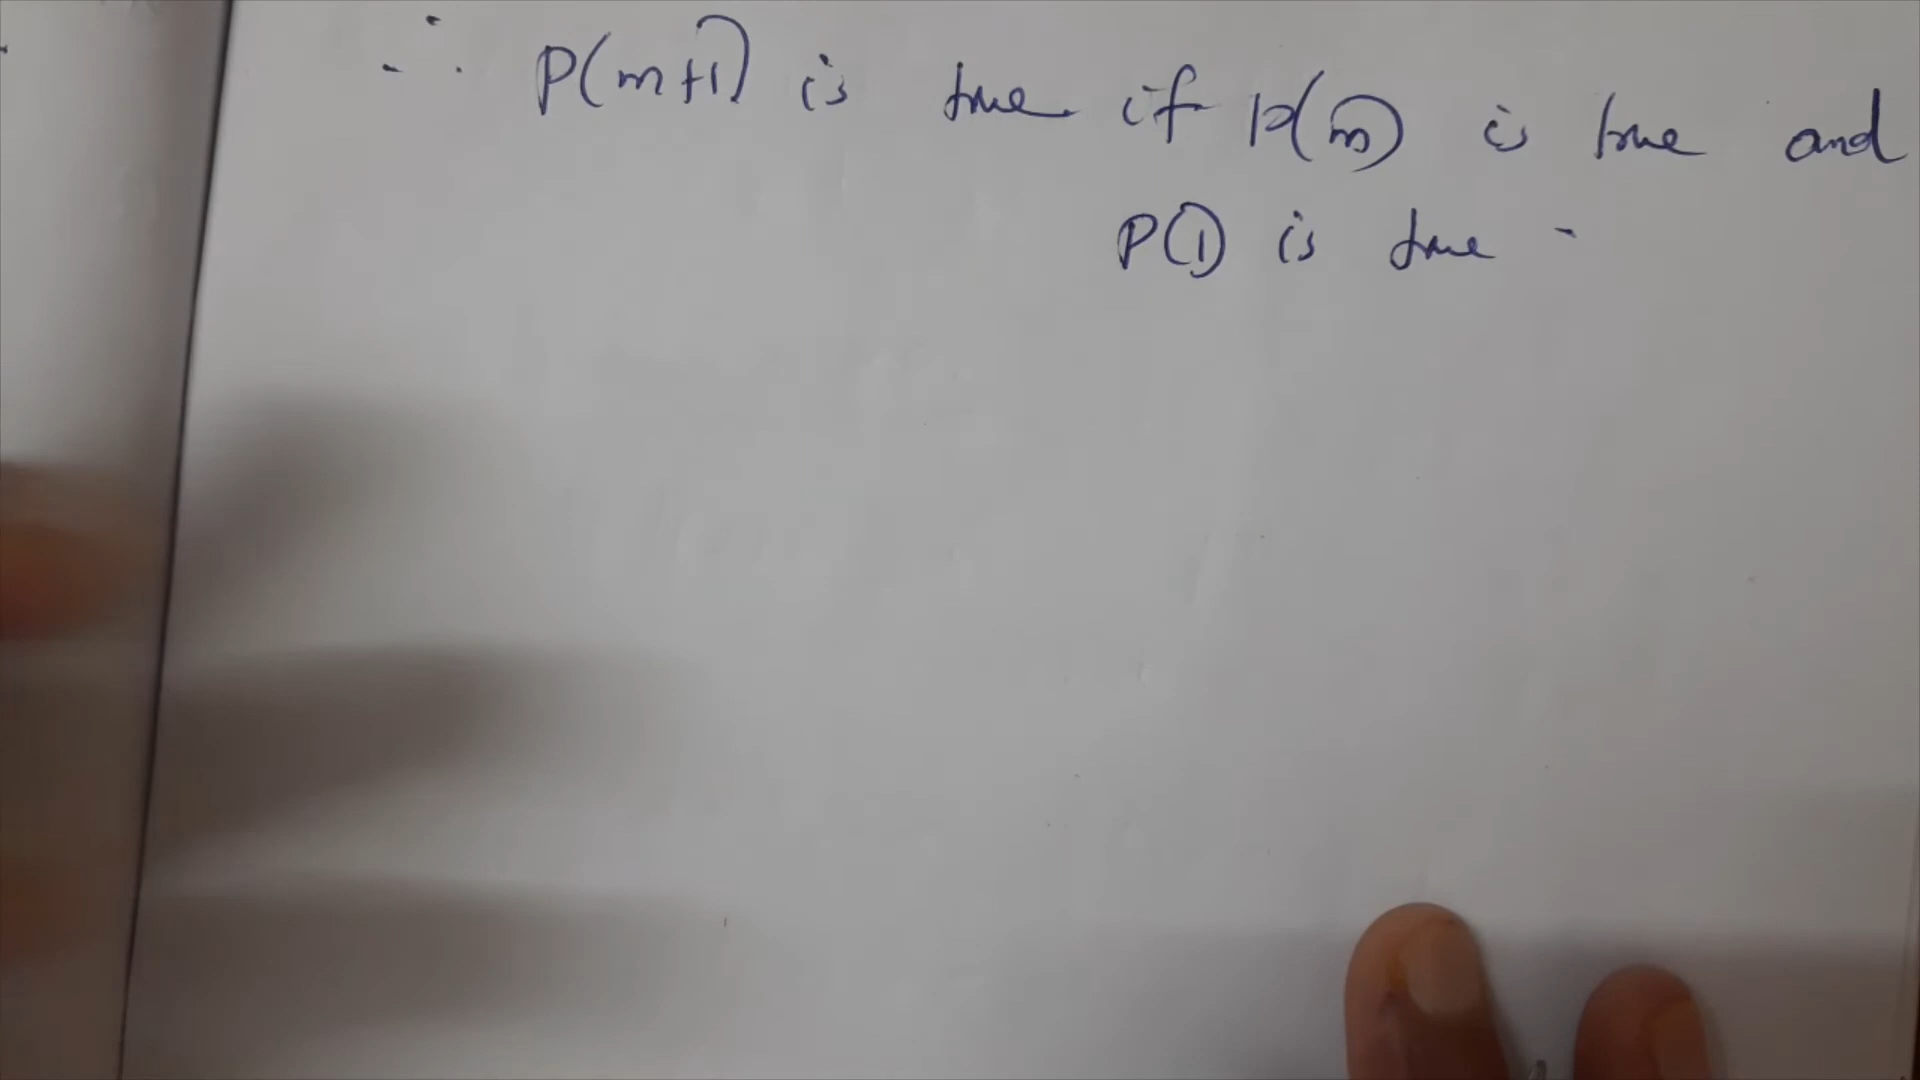 ∴ P(m+1) is true if P(m) is true and
P(1) is true .